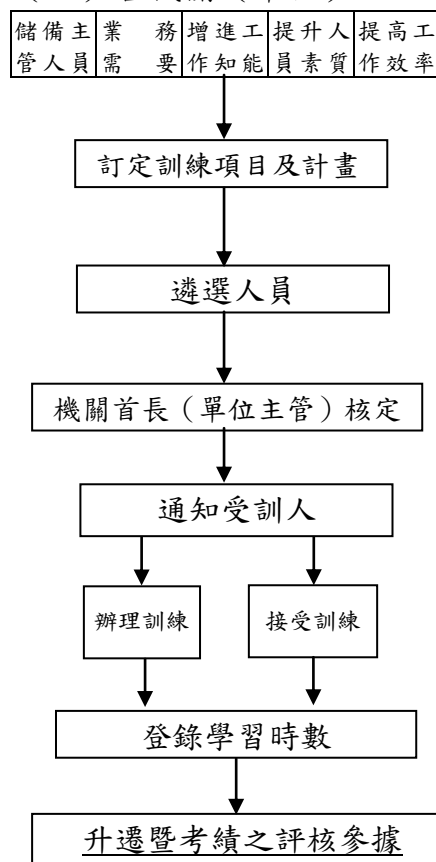 儲備主管人員
業務需要
增進工作知能
提升人員素質
提高工作效率
訂定訓練項目及計畫
遴選人員
機關首長（單位主管）核定
通知受訓人
辦理訓練
接受訓練
登錄學習時數
升遷暨考績之評核參據